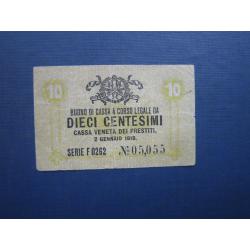 10 10
BUONO DI CASSA A CORSO LEGALE DA
DIECI CENTESIMI
CASSA VENETA DEI PRESTITI.
2 GENNAIO 1918.
SERIE F 0262 No 05,055